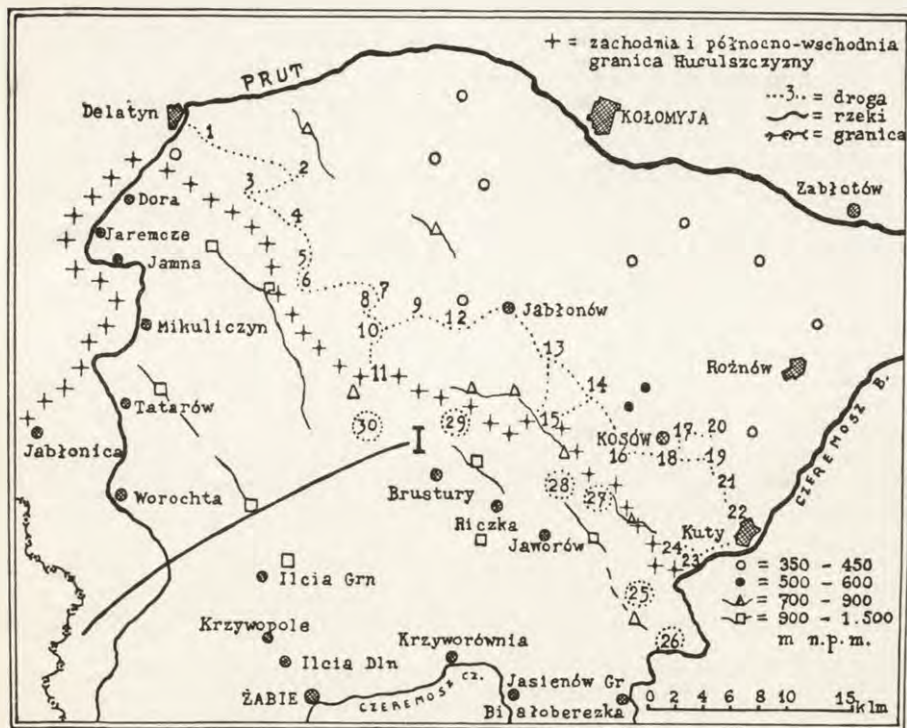 + = zachodnia i północno-wschodnia
granica Huculszczyzny
..3.. = droga
= rzeki
= granica
PRUT
Delatyn
KOŁOMYJA
Zabłotów
1
2
3
4
5
6
7
8
9
10
11
12
13
14
15
16
17
18
19
20
21
22
23
24
25
26
27
28
29
30
I
Dora
Jaremcze
Jamna
Mikuliczyn
Tatarów
Jabłonica
Worochta
Jabłonów
Rożnów
KOSÓW
Kuty
CZEREMOSZ B.
Brustury
Riczka
Jaworów
Ilcia Grn
Krzywopole
Ilcia Dln
ŻABIE
Krzyworównia
CZEREMOSZ CZ.
Jasienów Gr
Białoberezka
= 350 - 450
= 500 - 600
= 700 - 900
= 900 - 1.500
m n.p.m.
0 2 4 6 8 10 15 klm